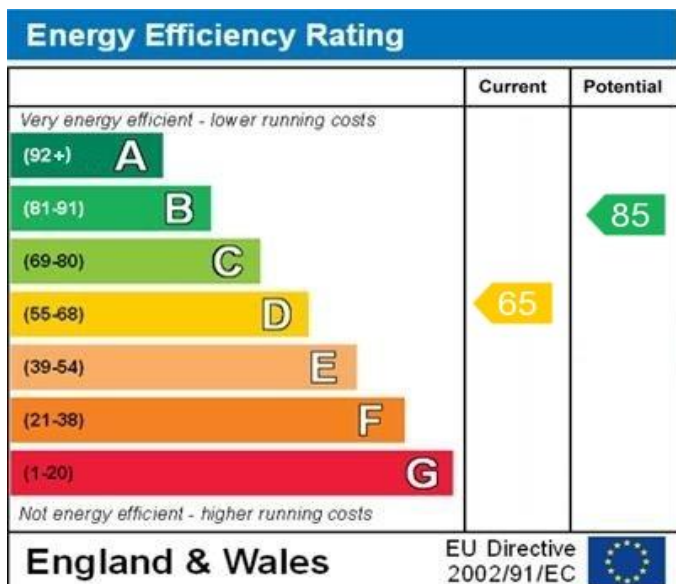 Energy Efficiency Rating
Current Potential
Very energy efficient - lower running costs
(92+) A
(81-91) B
85
(69-80) C
(55-68) D
65
(39-54) E
(21-38) F
(1-20) G
Not energy efficient - higher running costs
England & Wales
EU Directive
2002/91/EC